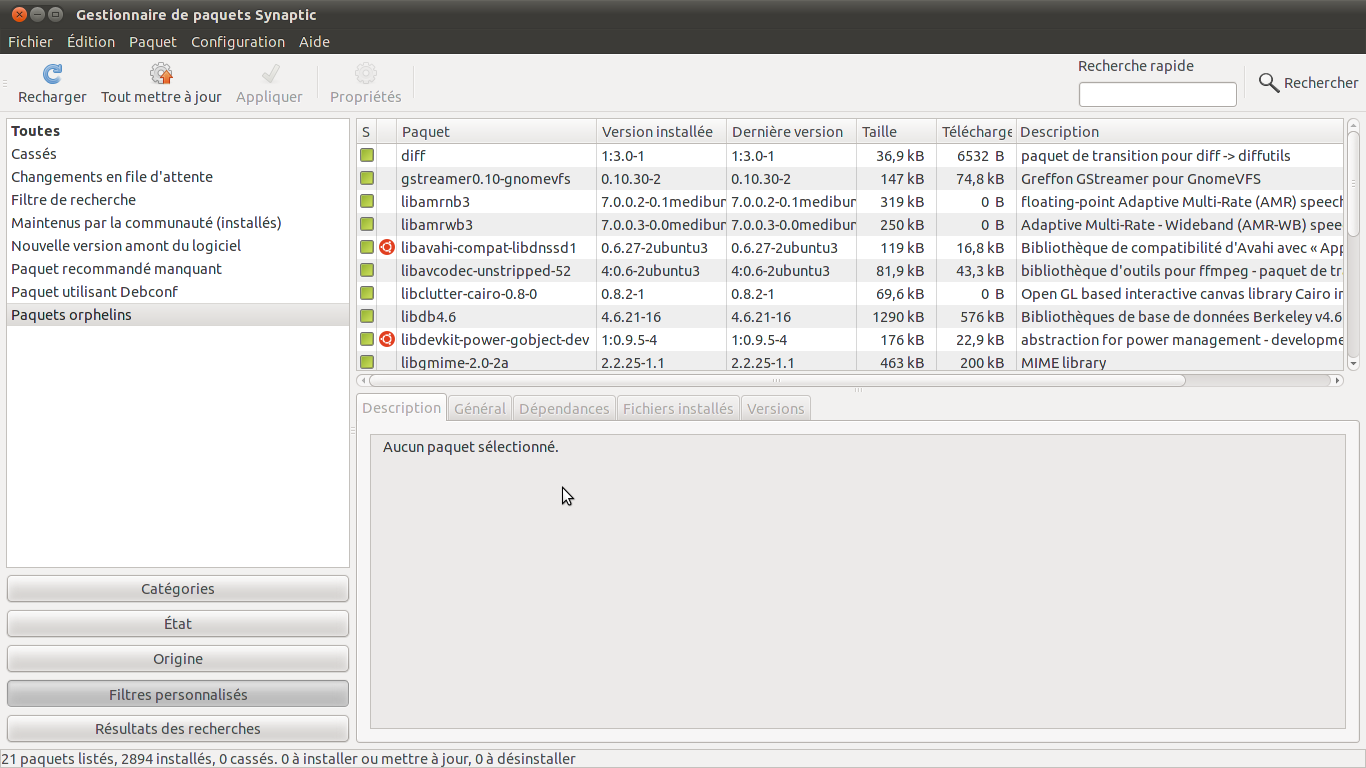 Gestionnaire de paquets Synaptic
Fichier Édition Paquet Configuration Aide
Recharger Tout mettre à jour Appliquer Propriétés Recherche rapide Rechercher
Toutes
Cassés
Changements en file d'attente
Filtre de recherche
Maintenus par la communauté (installés)
Nouvelle version amont du logiciel
Paquet recommandé manquant
Paquet utilisant Debconf
Paquets orphelins
Catégories
État
Origine
Filtres personnalisés
Résultats des recherches
S Paquet Version installée Dernière version Taille Télécharge Description
diff 1:3.0-1 1:3.0-1 36,9 kB 6532 B paquet de transition pour diff -> diffutils
gstreamer0.10-gnomevfs 0.10.30-2 0.10.30-2 147 kB 74,8 kB Greffon GStreamer pour GnomeVFS
libamrnb3 7.0.0.2-0.1medibur 7.0.0.2-0.1medibur 319 kB 0 B floating-point Adaptive Multi-Rate (AMR) speech
libamrwb3 7.0.0.3-0.0medibur 7.0.0.3-0.0medibur 250 kB 0 B Adaptive Multi-Rate - Wideband (AMR-WB) spee
libavahi-compat-libdnssd1 0.6.27-2ubuntu3 0.6.27-2ubuntu3 119 kB 16,8 kB Bibliothèque de compatibilité d'Avahi avec « App
libavcodec-unstripped-52 4:0.6-2ubuntu3 4:0.6-2ubuntu3 81,9 kB 43,3 kB bibliothèque d'outils pour ffmpeg - paquet de tr
libclutter-cairo-0.8-0 0.8.2-1 0.8.2-1 69,6 kB 0 B Open GL based interactive canvas library Cairo in
libdb4.6 4.6.21-16 4.6.21-16 1290 kB 576 kB Bibliothèques de base de données Berkeley v4.6
libdevkit-power-gobject-dev 1:0.9.5-4 1:0.9.5-4 176 kB 22,9 kB abstraction for power management - developme
libgmime-2.0-2a 2.2.25-1.1 2.2.25-1.1 463 kB 200 kB MIME library
Description Général Dépendances Fichiers installés Versions
Aucun paquet sélectionné.
21 paquets listés, 2894 installés, 0 cassés. 0 à installer ou mettre à jour, 0 à désinstaller